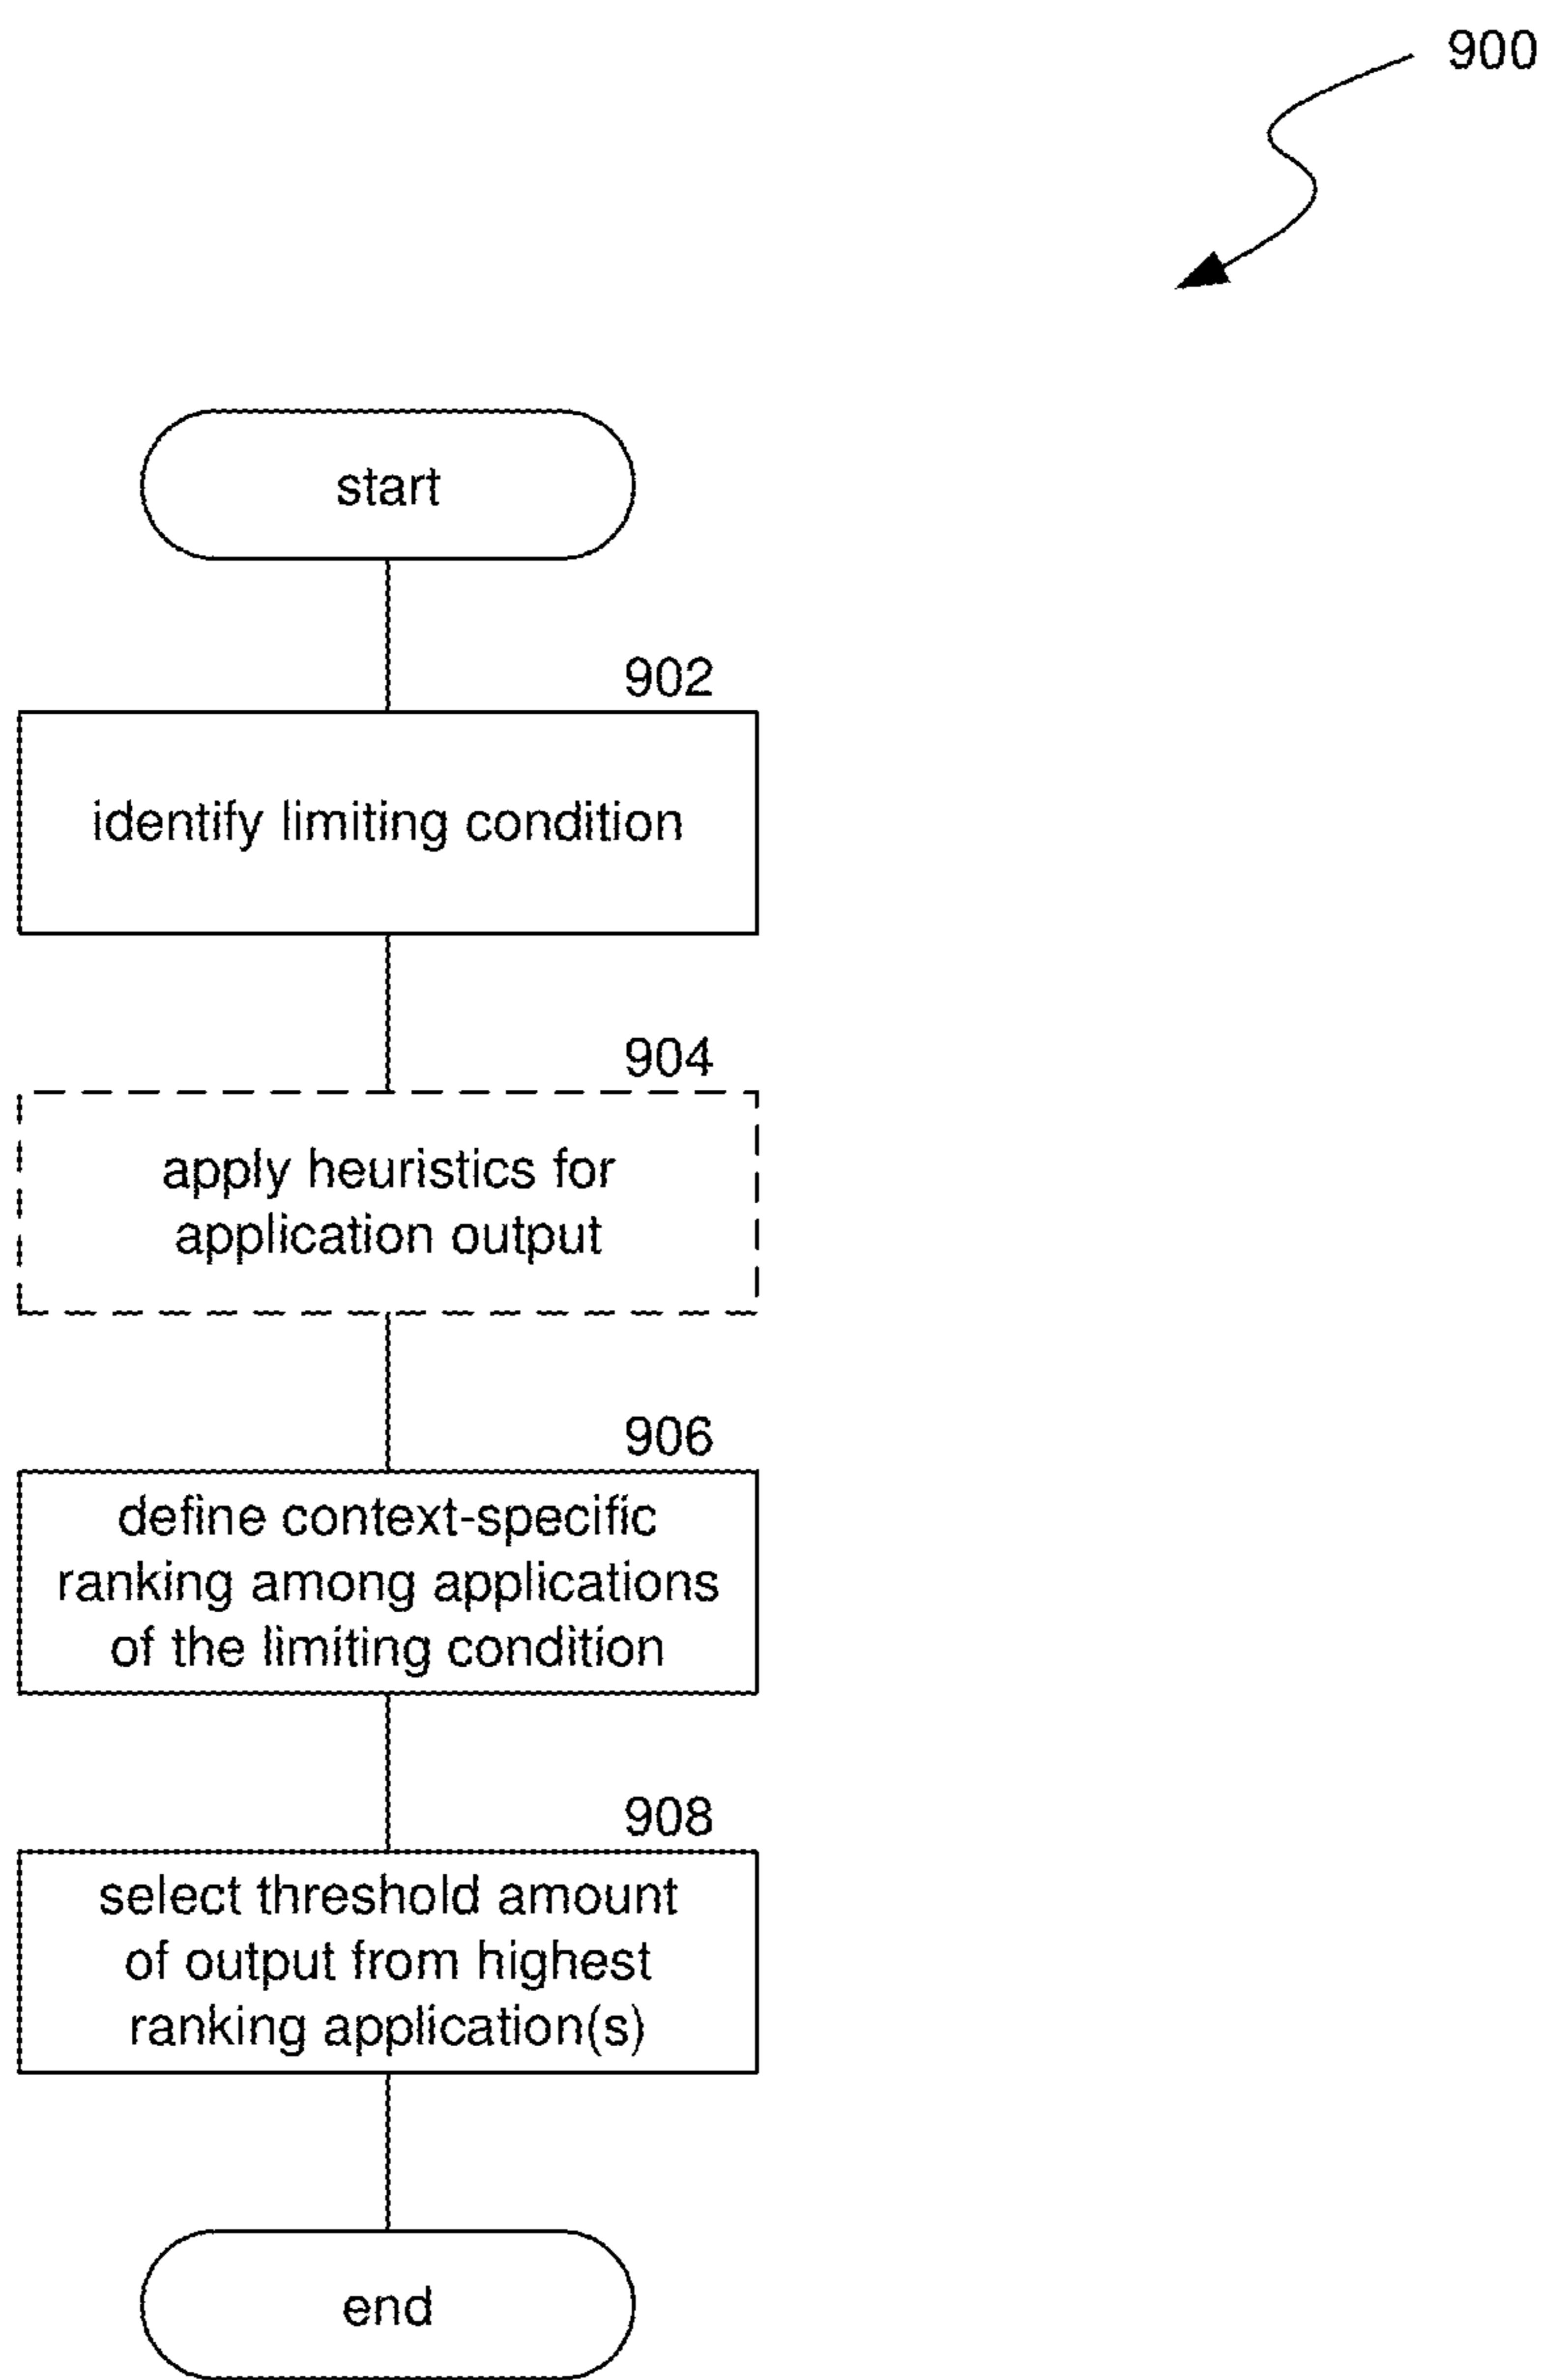 900
start
902
identify limiting condition
904
apply heuristics for
application output
906
define context-specific
ranking among applications
of the limiting condition
908
select threshold amount
of output from highest
ranking application(s)
end